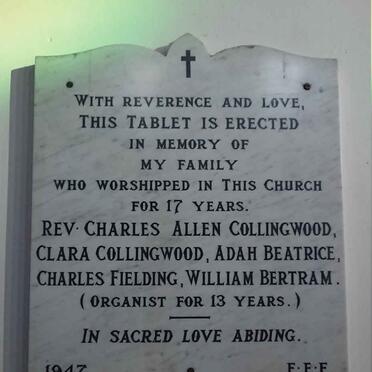 WITH REVERENCE AND LOVE,
THIS TABLET IS ERECTED
IN MEMORY OF
MY FAMILY
WHO WORSHIPPED IN THIS CHURCH
FOR 17 YEARS.
REV. CHARLES ALLEN COLLINGWOOD,
CLARA COLLINGWOOD, ADAH BEATRICE,
CHARLES FIELDING, WILLIAM BERTRAM.
(ORGANIST FOR 13 YEARS.)
IN SACRED LOVE ABIDING.
1947. F.F.F.